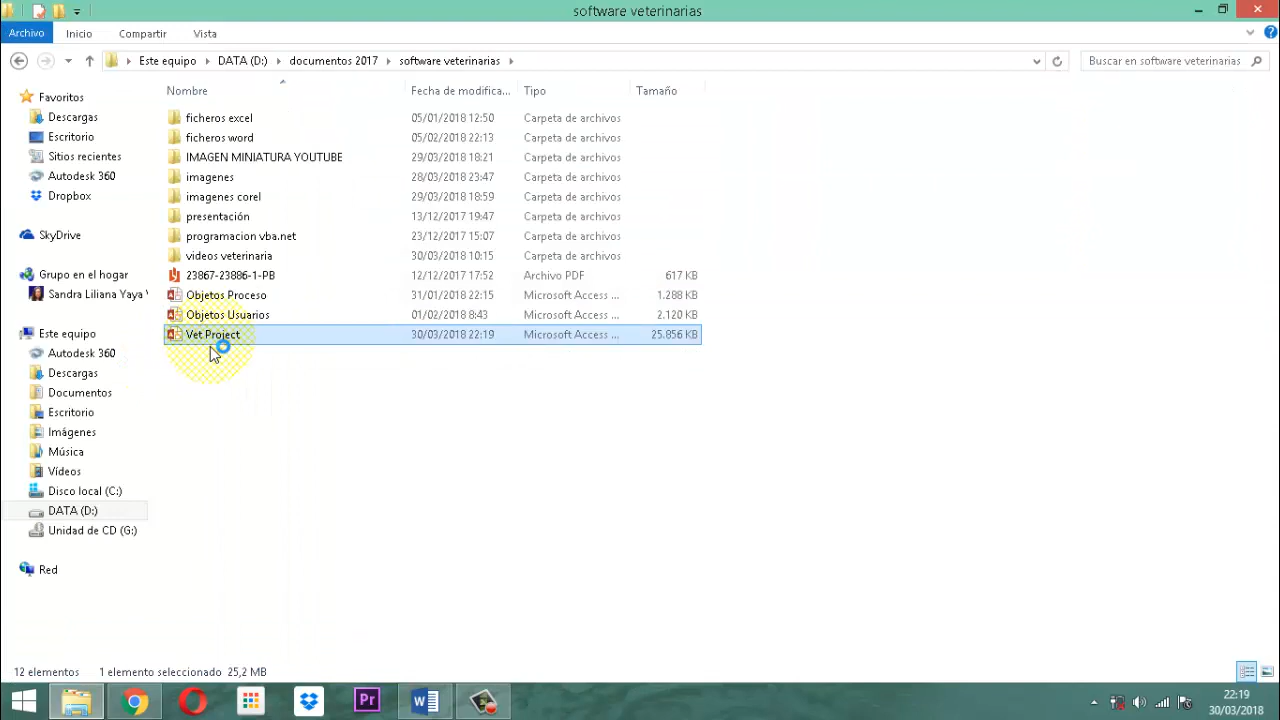 software veterinarias
Archivo Inicio Compartir Vista
Este equipo DATA (D:) documentos 2017 software veterinarias Buscar en software veterinarias
Nombre Fecha de modifica... Tipo Tamaño
ficheros excel 05/01/2018 12:50 Carpeta de archivos
ficheros word 05/02/2018 22:13 Carpeta de archivos
IMAGEN MINIATURA YOUTUBE 29/03/2018 18:21 Carpeta de archivos
imagenes 28/03/2018 23:47 Carpeta de archivos
imagenes corel 29/03/2018 18:59 Carpeta de archivos
presentación 13/12/2017 19:47 Carpeta de archivos
programacion vba.net 23/12/2017 15:07 Carpeta de archivos
videos veterinaria 30/03/2018 10:15 Carpeta de archivos
23867-23886-1-PB 12/12/2017 17:52 Archivo PDF 617 KB
Objetos Proceso 31/01/2018 22:15 Microsoft Access ... 1.288 KB
Objetos Usuarios 01/02/2018 8:43 Microsoft Access ... 2.120 KB
Vet Project 30/03/2018 22:19 Microsoft Access ... 25.856 KB
Favoritos
Descargas
Escritorio
Sitios recientes
Autodesk 360
Dropbox
SkyDrive
Grupo en el hogar
Sandra Liliana Yaya V
Este equipo
Autodesk 360
Descargas
Documentos
Escritorio
Imágenes
Música
Vídeos
Disco local (C:)
DATA (D:)
Unidad de CD (G:)
Red
12 elementos 1 elemento seleccionado 25,2 MB
Pr
22:19
30/03/2018